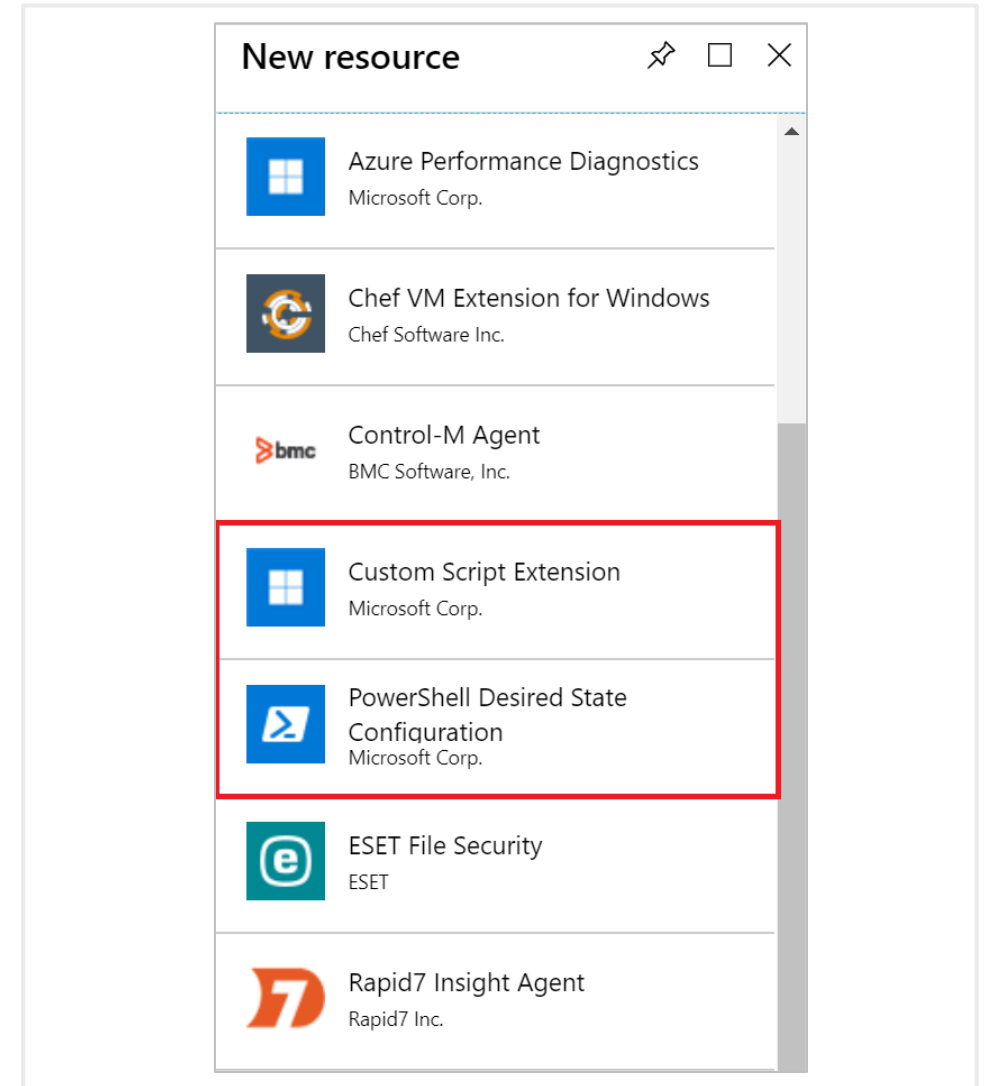 New resource
Azure Performance Diagnostics
Microsoft Corp.
Chef VM Extension for Windows
Chef Software Inc.
bmc
Control-M Agent
BMC Software, Inc.
Custom Script Extension
Microsoft Corp.
PowerShell Desired State
Configuration
Microsoft Corp.
e
ESET File Security
ESET
7
Rapid7 Insight Agent
Rapid7 Inc.